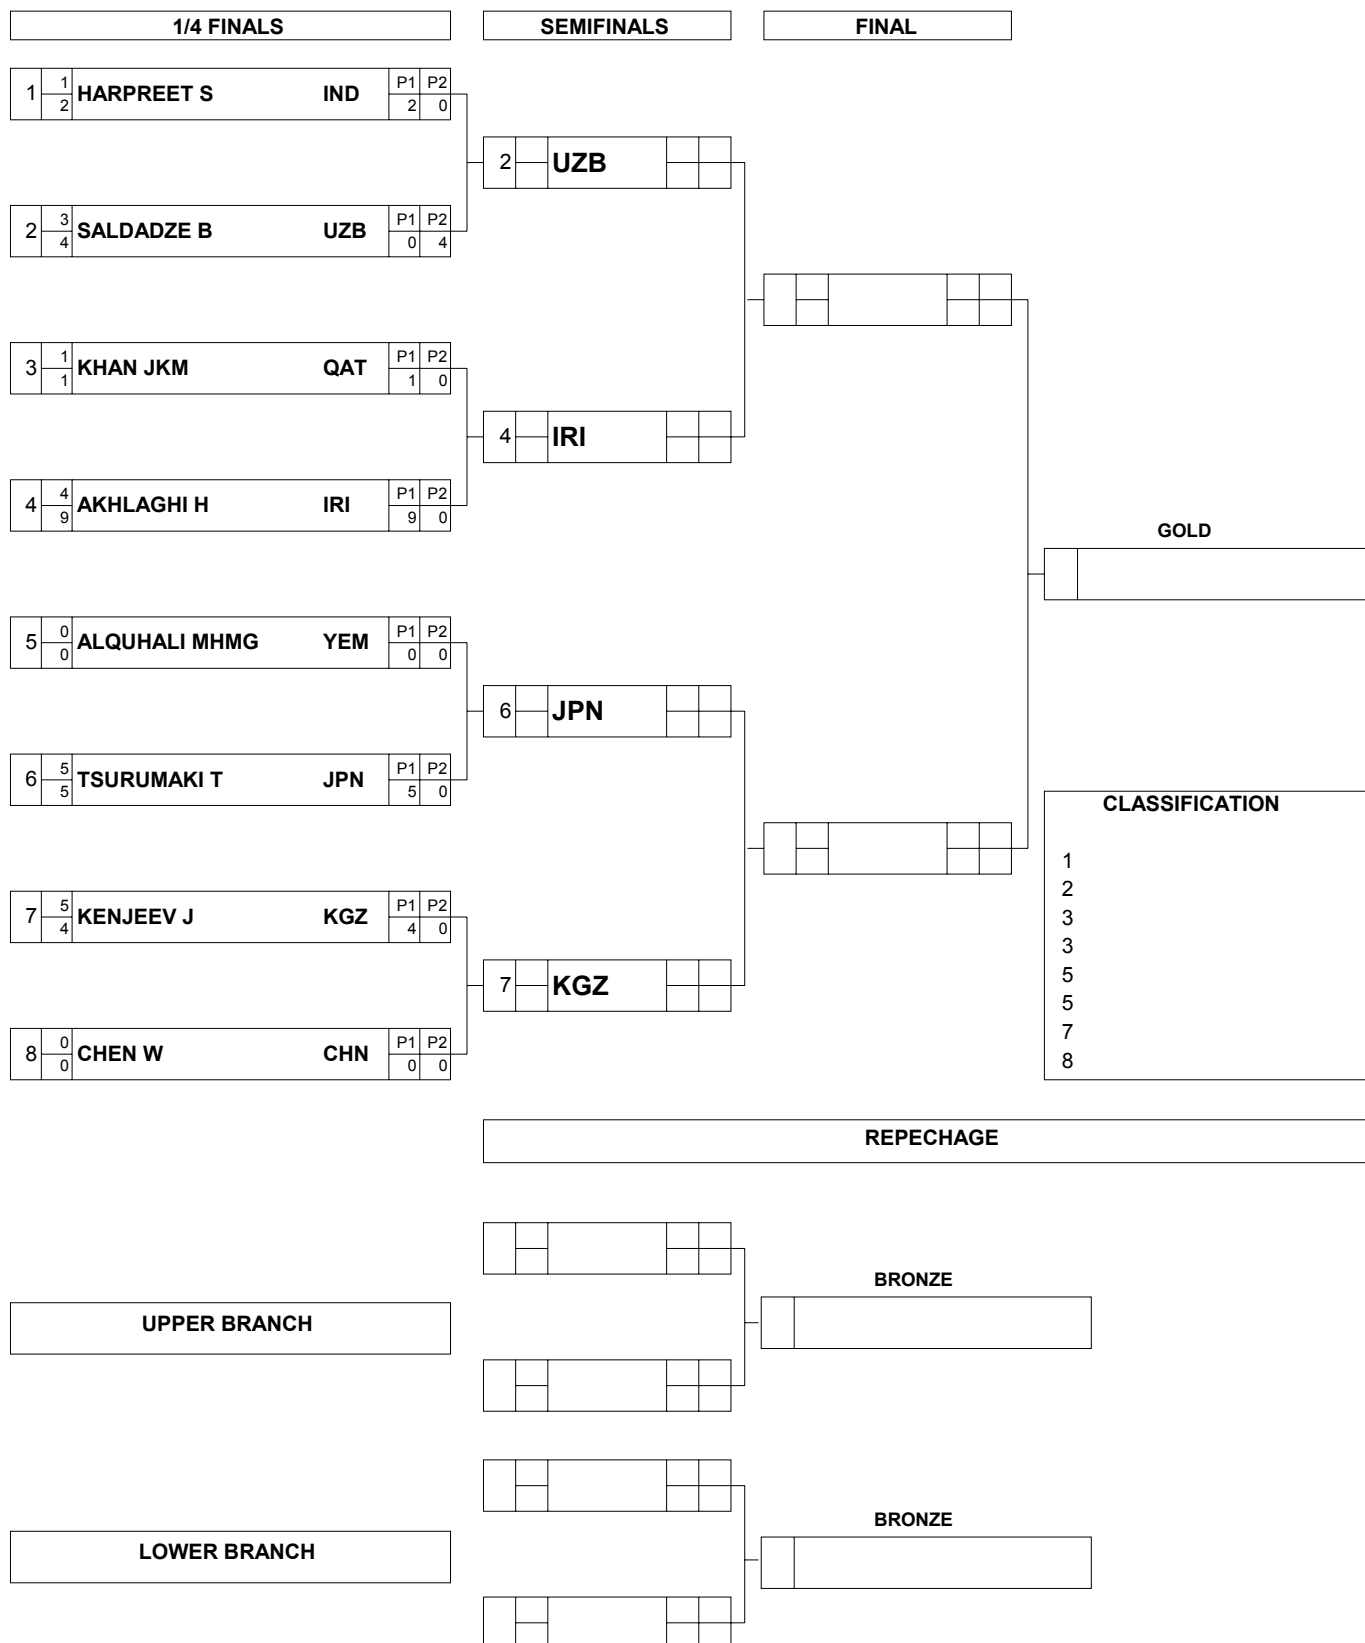 1/4 FINALS SEMIFINALS FINAL
1 1 2 HARPREET S IND P1 P2 2 0
2 UZB
2 3 4 SALDADZE B UZB P1 P2 0 4
3 1 1 KHAN JKM QAT P1 P2 1 0
4 IRI
4 4 9 AKHLAGHI H IRI P1 P2 9 0
GOLD
5 0 0 ALQUHALI MHMG YEM P1 P2 0 0
6 JPN
6 5 5 TSURUMAKI T JPN P1 P2 5 0
CLASSIFICATION
1
2
3
3
5
5
7
8
7 5 4 KENJEEV J KGZ P1 P2 4 0
7 KGZ
8 0 0 CHEN W CHN P1 P2 0 0
REPECHAGE
BRONZE
UPPER BRANCH
BRONZE
LOWER BRANCH